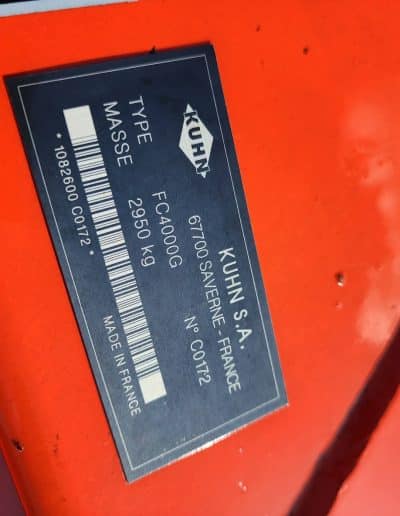 KUHN
KUHN S.A.
67700 SAVERNE - FRANCE
TYPE FC4000G N° C0172
MASSE 2950 kg
* 1082600 C0172 *
MADE IN FRANCE